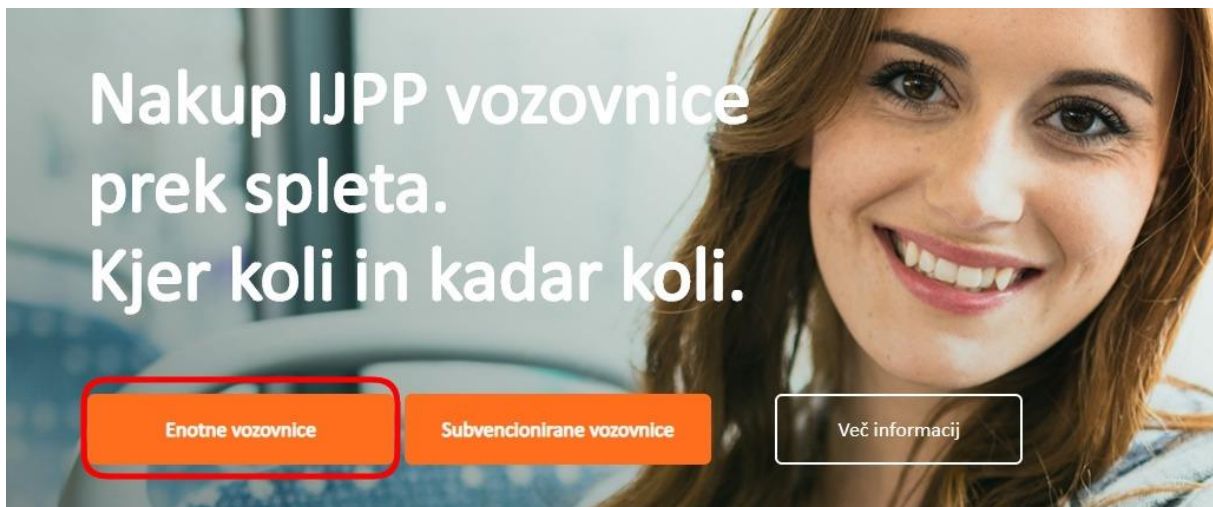 Nakup IJPP vozovnice
prek spleta.
Kjer koli in kadar koli.
Enotne vozovnice
Subvencionirane vozovnice
Več informacij